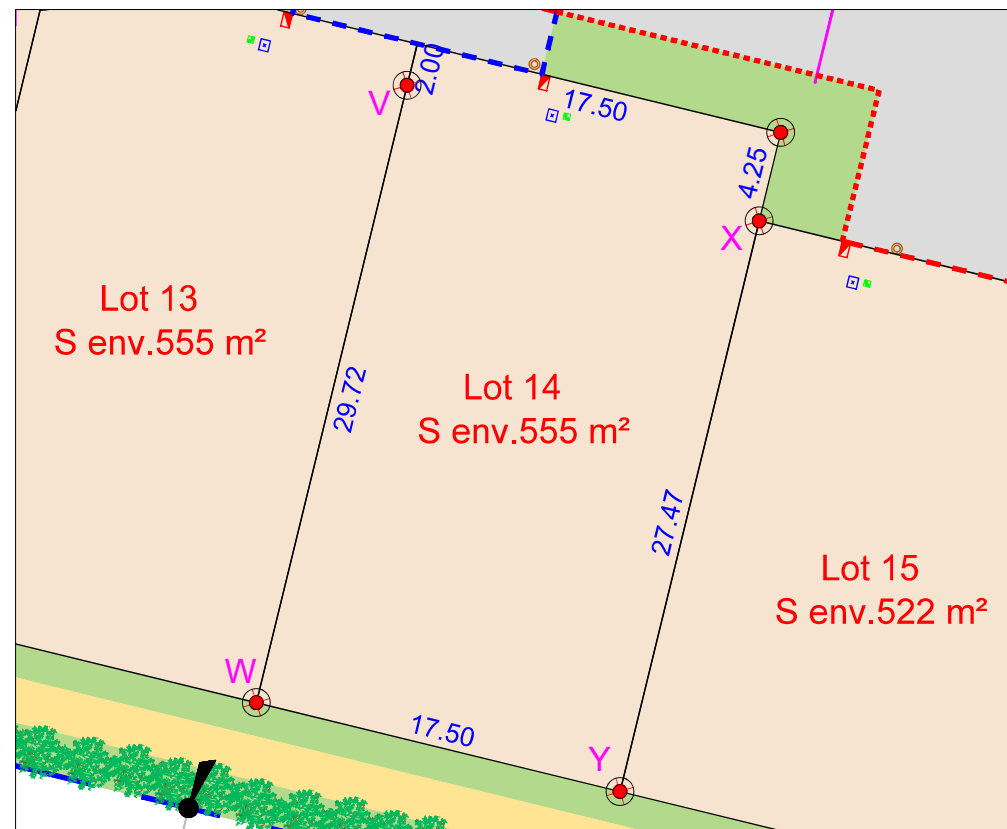 2.00
V
17.50
4.25
X
Lot 13
S env.555 m²
29.72
Lot 14
S env.555 m²
27.47
Lot 15
S env.522 m²
W
17.50
Y